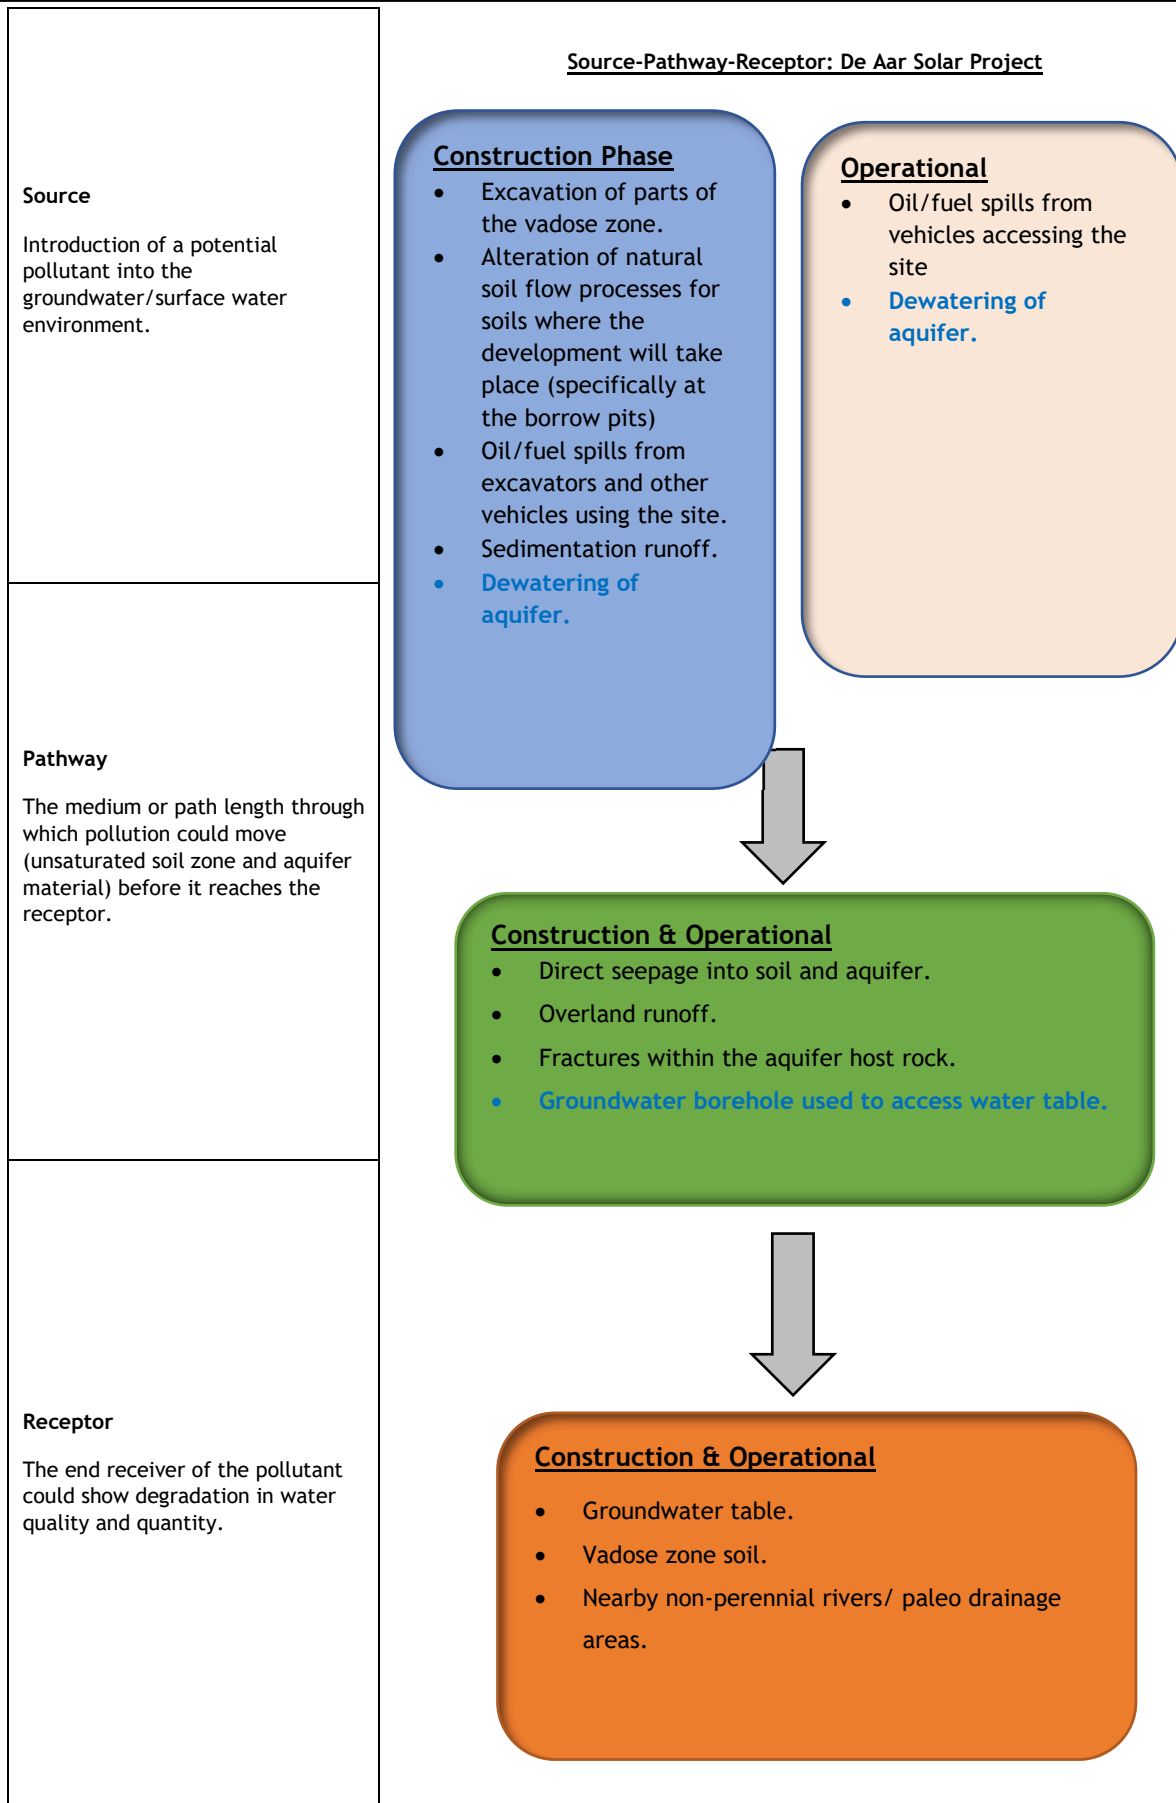 Source-Pathway-Receptor: De Aar Solar Project
Source
Introduction of a potential
pollutant into the
groundwater/surface water
environment.
Construction Phase
• Excavation of parts of
the vadose zone.
• Alteration of natural
soil flow processes for
soils where the
development will take
place (specifically at
the borrow pits)
• Oil/fuel spills from
excavators and other
vehicles using the site.
• Sedimentation runoff.
• Dewatering of
aquifer.
Operational
• Oil/fuel spills from
vehicles accessing the
site
• Dewatering of
aquifer.
Pathway
The medium or path length through
which pollution could move
(unsaturated soil zone and aquifer
material) before it reaches the
receptor.
Construction & Operational
• Direct seepage into soil and aquifer.
• Overland runoff.
• Fractures within the aquifer host rock.
• Groundwater borehole used to access water table.
Receptor
The end receiver of the pollutant
could show degradation in water
quality and quantity.
Construction & Operational
• Groundwater table.
• Vadose zone soil.
• Nearby non-perennial rivers/ paleo drainage
areas.